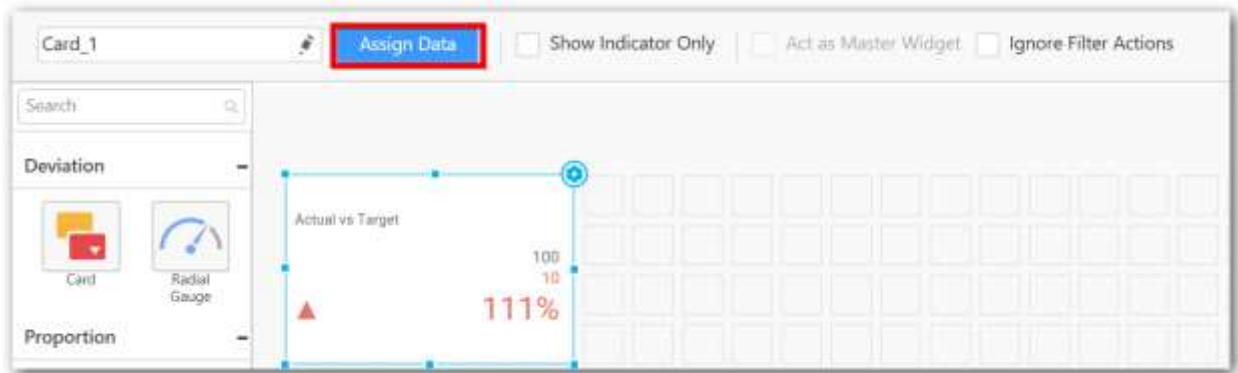 Card_1
Assign Data
Show Indicator Only
Act as Master Widget
Ignore Filter Actions
Search
Deviation
Card
Radial
Gauge
Proportion
Actual vs Target
100
10
111%